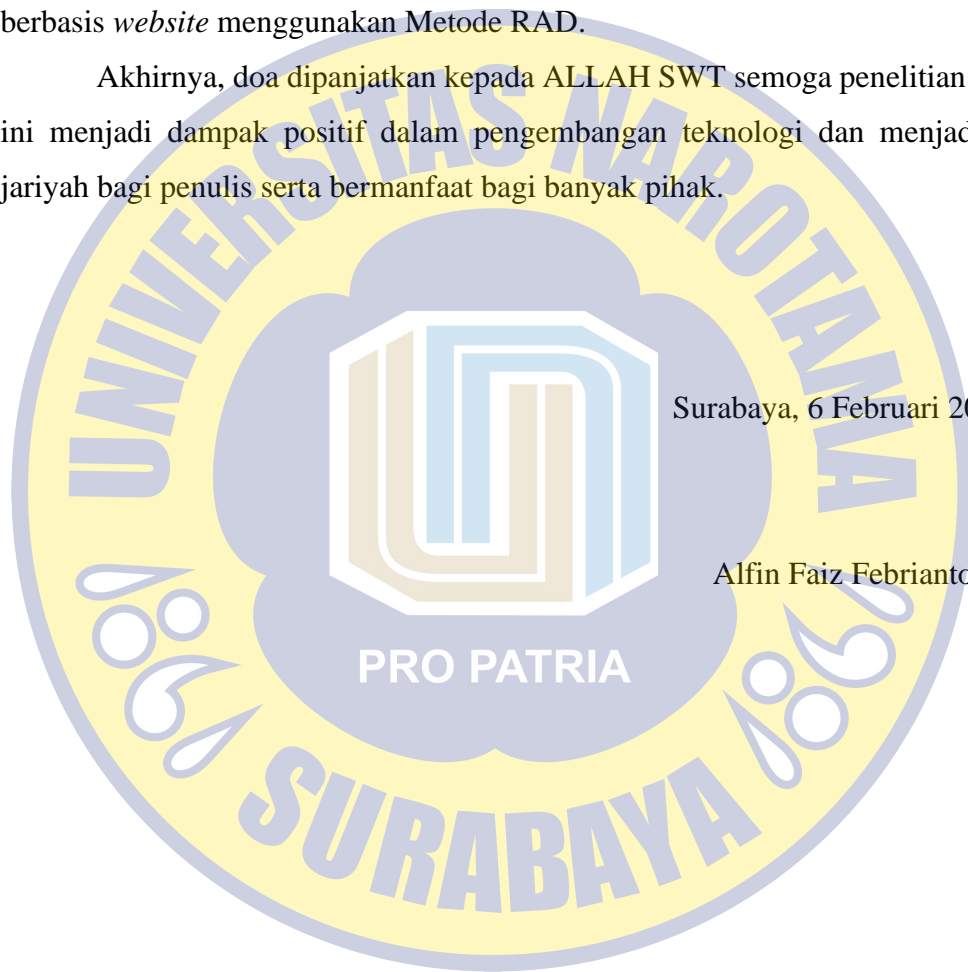 berbasis website menggunakan Metode RAD.
Akhirnya, doa dipanjatkan kepada ALLAH SWT semoga penelitian
ini menjadi dampak positif dalam pengembangan teknologi dan menjad
jariyah bagi penulis serta bermanfaat bagi banyak pihak.
UNIVERSITAS NAROTAMA
Surabaya, 6 Februari 20
Alfin Faiz Febrianto
PRO PATRIA
SURABAYA